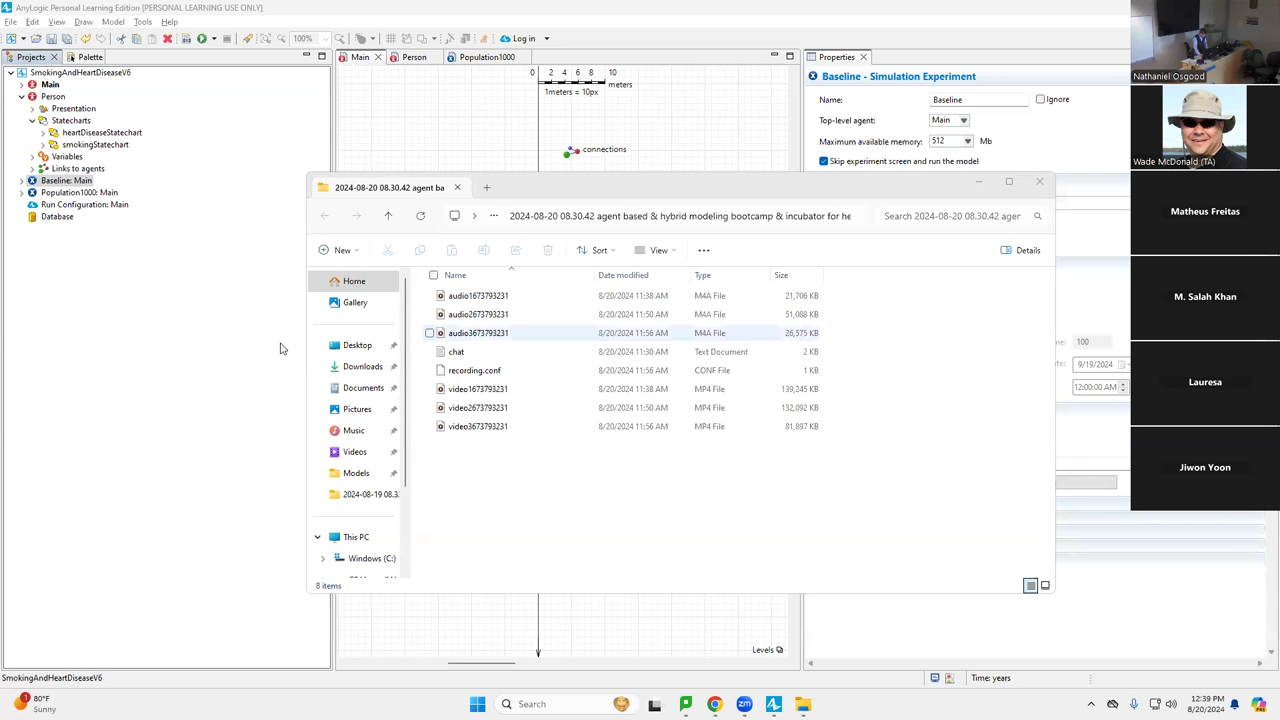 AnyLogic Personal Learning Edition [PERSONAL LEARNING USE ONLY]
File Edit View Draw Model Tools Help
100% Log in
Projects Palette
SmokingAndHeartDiseaseV6
Main
Person
Presentation
Statecharts
heartDiseaseStatechart
smokingStatechart
Variables
Links to agents
Baseline: Main
Population1000: Main
Run Configuration: Main
Database
Main Person Population1000
0 2 4 6 8 10
meters
1meters = 10px
connections
Levels
Properties
Baseline - Simulation Experiment
Name: Baseline Ignore
Top-level agent: Main
Maximum available memory: 512 Mb
Skip experiment screen and run the model
100
9/19/2024
12:00:00 AM
2024-08-20 08.30.42 agent ba
2024-08-20 08.30.42 agent based & hybrid modeling bootcamp & incubator for he
Search 2024-08-20 08.30.42 agent
New Sort View Details
Home
Gallery
Desktop
Downloads
Documents
Pictures
Music
Videos
Models
2024-08-19 08.3
This PC
Windows (C:)
Name Date modified Type Size
audio1673793231 8/20/2024 11:38 AM M4A File 21,706 KB
audio2673793231 8/20/2024 11:50 AM M4A File 51,088 KB
audio3673793231 8/20/2024 11:56 AM M4A File 26,575 KB
chat 8/20/2024 11:30 AM Text Document 2 KB
recording.conf 8/20/2024 11:56 AM CONF File 1 KB
video1673793231 8/20/2024 11:38 AM MP4 File 139,245 KB
video2673793231 8/20/2024 11:50 AM MP4 File 132,092 KB
video3673793231 8/20/2024 11:56 AM MP4 File 81,897 KB
8 items
Nathaniel Osgood
Wade McDonald (TA)
Matheus Freitas
M. Salah Khan
Lauresa
Jiwon Yoon
SmokingAndHeartDiseaseV6
Time: years
1
80°F
Sunny
Search
12:39 PM
8/20/2024